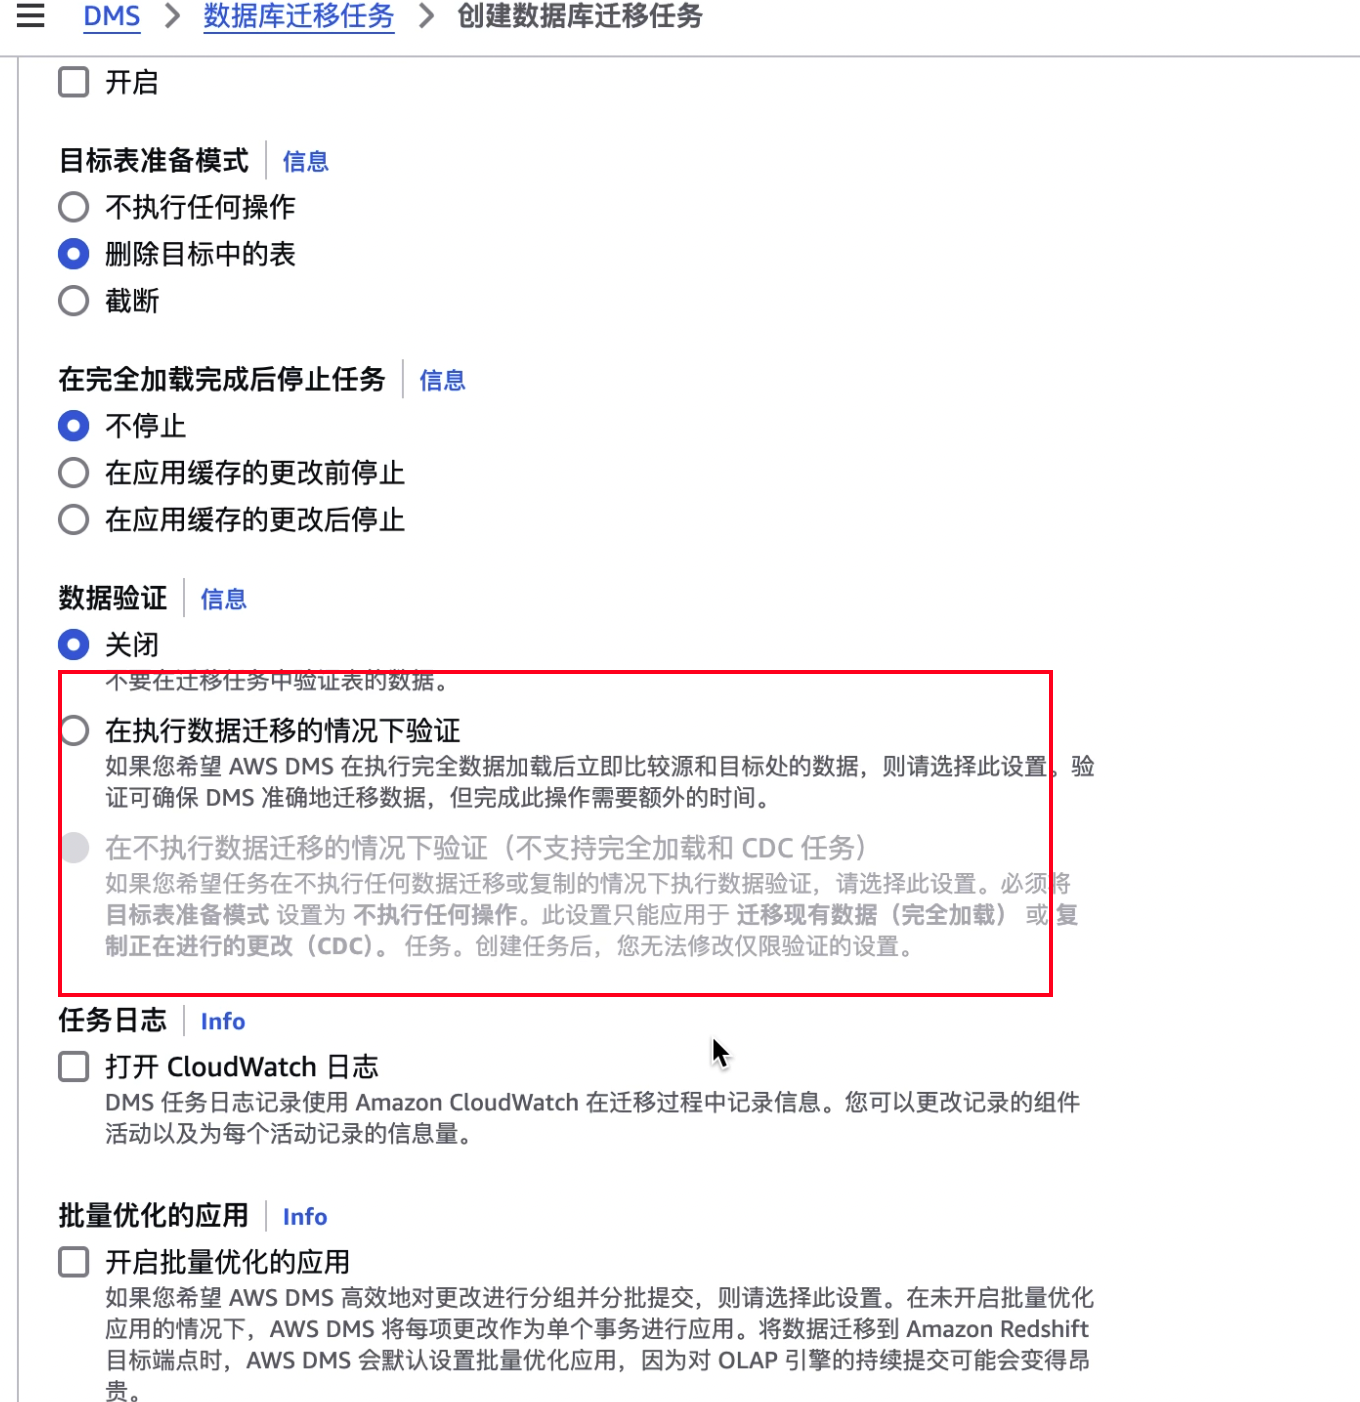 DMS > 数据库迁移任务 > 创建数据库迁移任务
开启
目标表准备模式 信息
不执行任何操作
删除目标中的表
截断
在完全加载完成后停止任务 信息
不停止
在应用缓存的更改前停止
在应用缓存的更改后停止
数据验证 信息
关闭
不要在迁移任务中验证表的数据。
在执行数据迁移的情况下验证
如果您希望 AWS DMS 在执行完全数据加载后立即比较源和目标处的数据，则请选择此设置。验
证可确保 DMS 准确地迁移数据，但完成此操作需要额外的时间。
在不执行数据迁移的情况下验证（不支持完全加载和 CDC 任务）
如果您希望任务在不执行任何数据迁移或复制的情况下执行数据验证，请选择此设置。必须将
目标表准备模式 设置为 不执行任何操作。此设置只能应用于 迁移现有数据（完全加载） 或 复
制正在进行的更改（CDC）。 任务。创建任务后，您无法修改仅限验证的设置。
任务日志 Info
打开 CloudWatch 日志
DMS 任务日志记录使用 Amazon CloudWatch 在迁移过程中记录信息。您可以更改记录的组件
活动以及为每个活动记录的信息量。
批量优化的应用 Info
开启批量优化的应用
如果您希望 AWS DMS 高效地对更改进行分组并分批提交，则请选择此设置。在未开启批量优化
应用的情况下，AWS DMS 将每项更改作为单个事务进行应用。将数据迁移到 Amazon Redshift
目标端点时，AWS DMS 会默认设置批量优化应用，因为对 OLAP 引擎的持续提交可能会变得昂
贵。